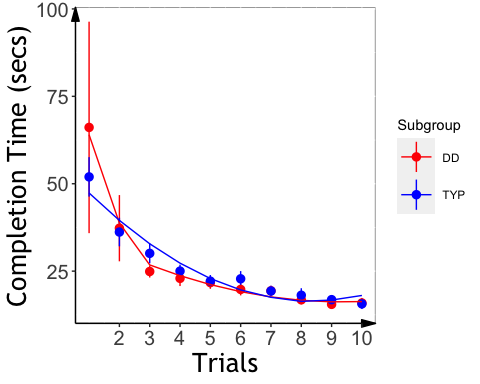 Completion Time (secs)
100
75
50
25
2 3 4 5 6 7 8 9 10
Trials
Subgroup
DD
TYP